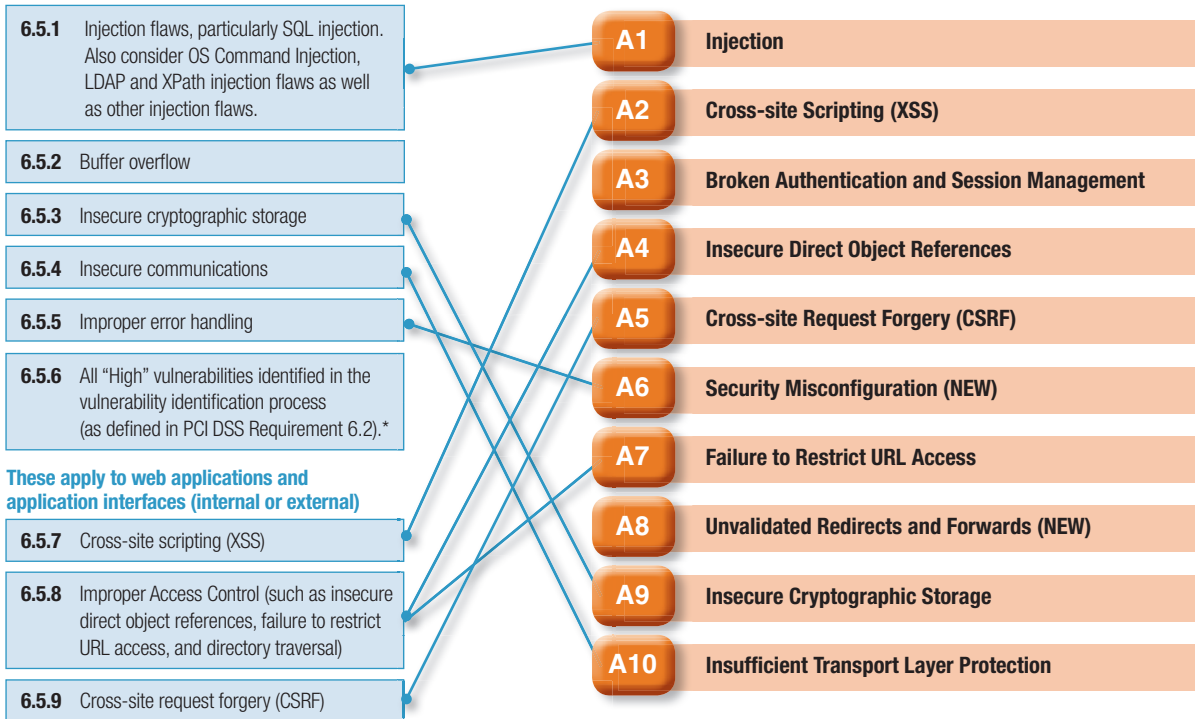 6.5.1 Injection flaws, particularly SQL injection.
Also consider OS Command Injection,
LDAP and XPath injection flaws as well
as other injection flaws.
6.5.2 Buffer overflow
6.5.3 Insecure cryptographic storage
6.5.4 Insecure communications
6.5.5 Improper error handling
6.5.6 All “High” vulnerabilities identified in the
vulnerability identification process
(as defined in PCI DSS Requirement 6.2).*
These apply to web applications and
application interfaces (internal or external)
6.5.7 Cross-site scripting (XSS)
6.5.8 Improper Access Control (such as insecure
direct object references, failure to restrict
URL access, and directory traversal)
6.5.9 Cross-site request forgery (CSRF)
A1 Injection
A2 Cross-site Scripting (XSS)
A3 Broken Authentication and Session Management
A4 Insecure Direct Object References
A5 Cross-site Request Forgery (CSRF)
A6 Security Misconfiguration (NEW)
A7 Failure to Restrict URL Access
A8 Unvalidated Redirects and Forwards (NEW)
A9 Insecure Cryptographic Storage
A10 Insufficient Transport Layer Protection